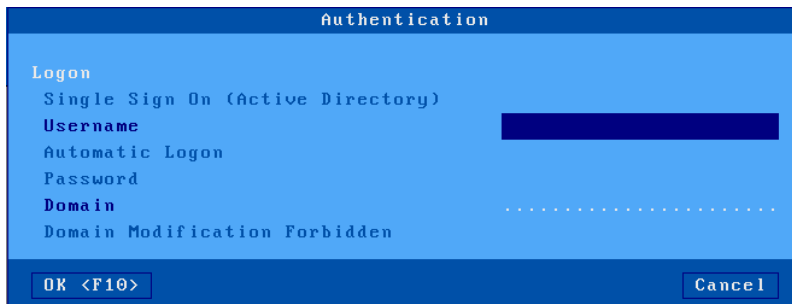 Authentication
Logon
Single Sign On (Active Directory)
Username
Automatic Logon
Password
Domain .......................
Domain Modification Forbidden
OK <F10> Cancel